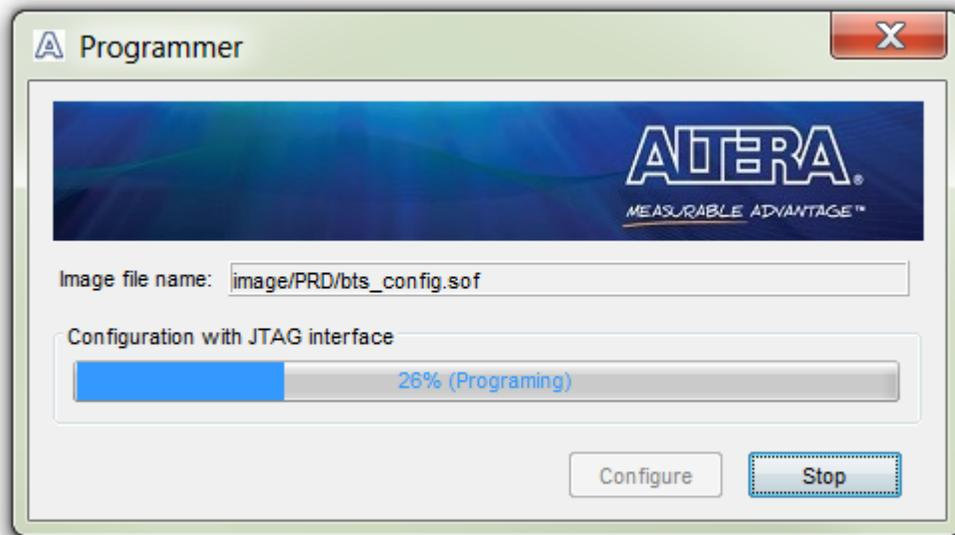 Programmer
ALTERA®
MEASURABLE ADVANTAGE™
Image file name: image/PRD/bts_config.sof
Configuration with JTAG interface
26% (Programing)
Configure Stop